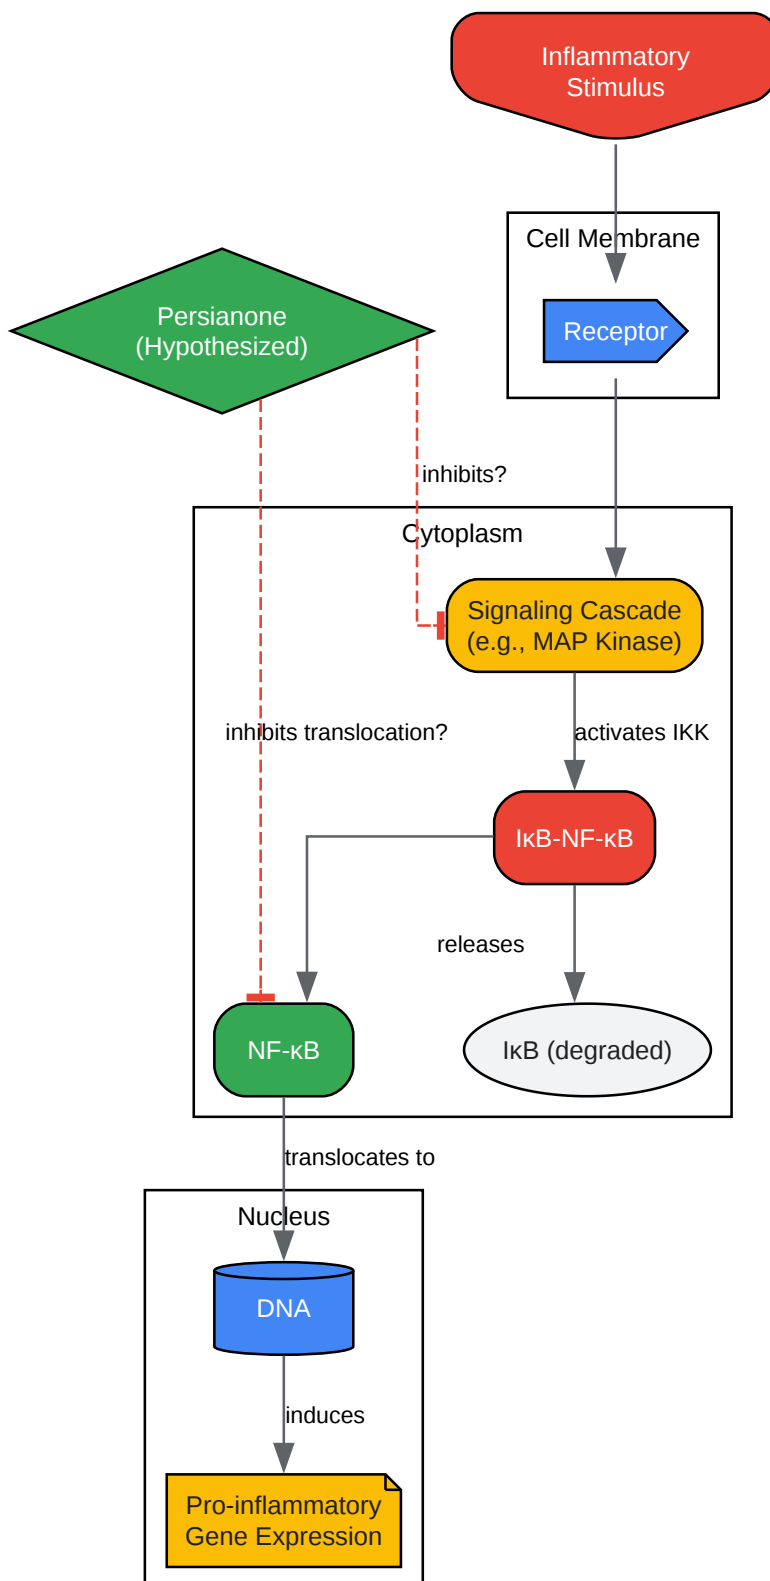 Inflammatory
Stimulus
Cell Membrane
Receptor
Persianone
(Hypothesized)
inhibits?
Cytoplasm
Signaling Cascade
(e.g., MAP Kinase)
inhibits translocation?
activates IKK
IκB-NF-κB
releases
NF-κB
IκB (degraded)
translocates to
Nucleus
DNA
induces
Pro-inflammatory
Gene Expression